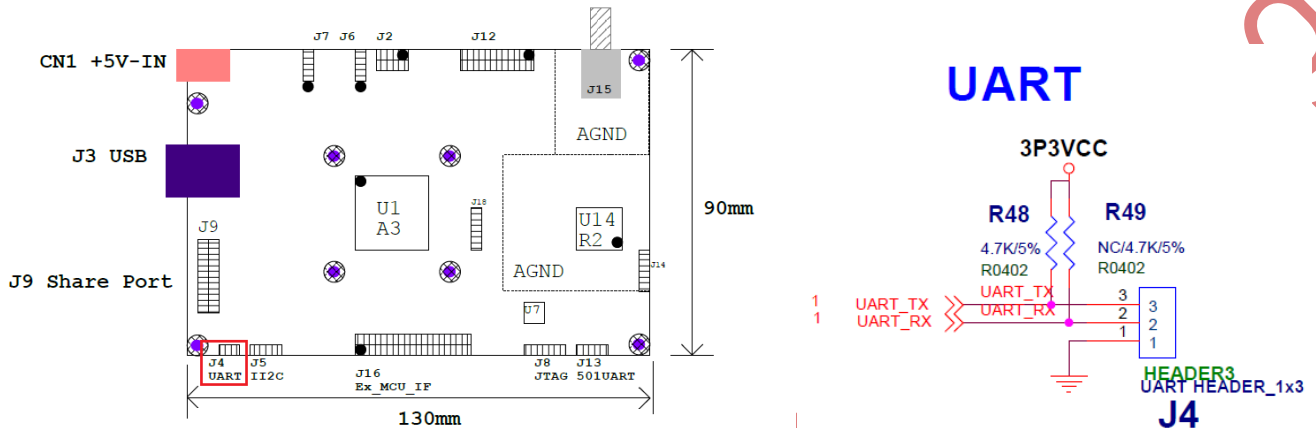 J7 J6 J2 J12
CN1 +5V-IN
J15
AGND
J3 USB
U1
A3
J18
U14
R2
90mm
J9
AGND
J14
J9 Share Port
U7
J4
UART
J5
II2C
J16
Ex_MCU_IF
J8
JTAG
J13
501UART
130mm
UART
3P3VCC
R48
4.7K/5%
R0402
R49
NC/4.7K/5%
R0402
1 UART_TX UART_TX 3 3
1 UART_RX UART_RX 2 2
1 1
HEADER3
UART HEADER_1x3
J4